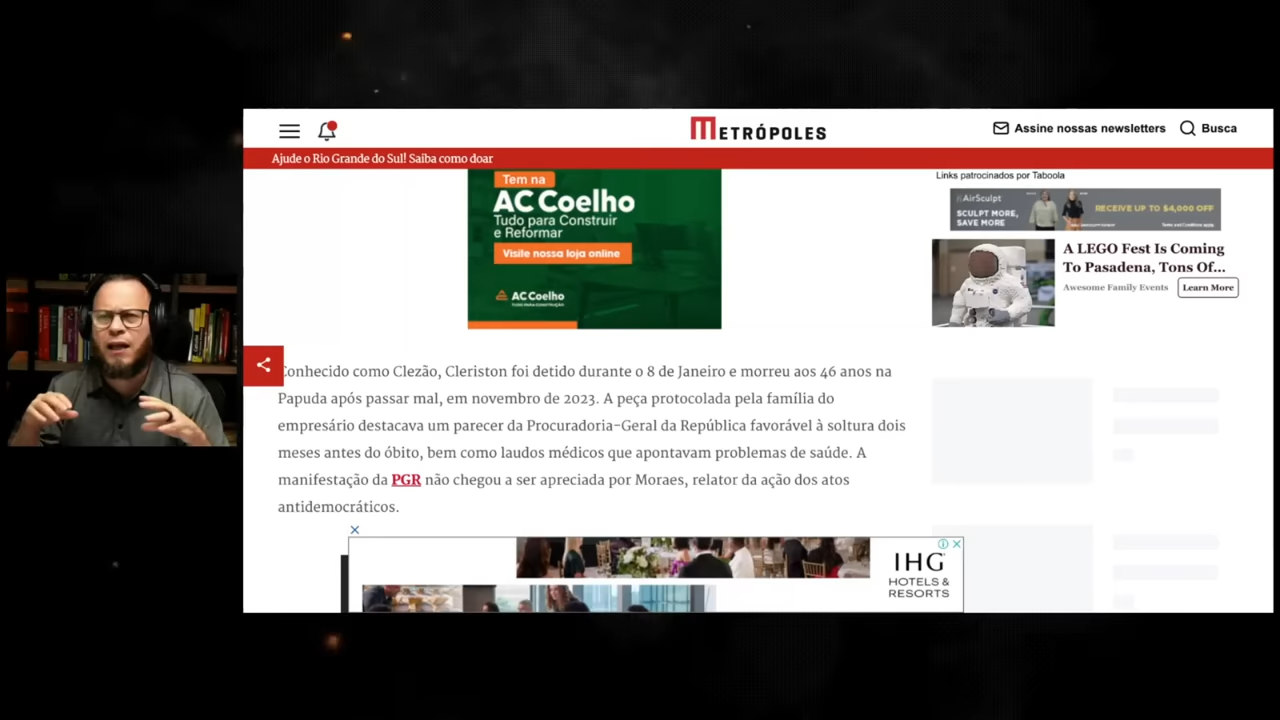 METRÓPOLES
Assine nossas newsletters
Busca
Ajude o Rio Grande do Sul! Saiba como doar
Tem na
AC Coelho
Tudo para Construir
e Reformar
Visite nossa loja online
AC Coelho
TUDO PARA CONSTRUÇÃO
Links patrocinados por Taboola
AirSculpt
SCULPT MORE,
SAVE MORE
RECEIVE UP TO $4,000 OFF
A LEGO Fest Is Coming
To Pasadena, Tons Of...
Awesome Family Events
Learn More
Conhecido como Clezão, Cleriston foi detido durante o 8 de Janeiro e morreu aos 46 anos na
Papuda após passar mal, em novembro de 2023. A peça protocolada pela família do
empresário destacava um parecer da Procuradoria-Geral da República favorável à soltura dois
meses antes do óbito, bem como laudos médicos que apontavam problemas de saúde. A
manifestação da PGR não chegou a ser apreciada por Moraes, relator da ação dos atos
antidemocráticos.
IHG
HOTELS &
RESORTS